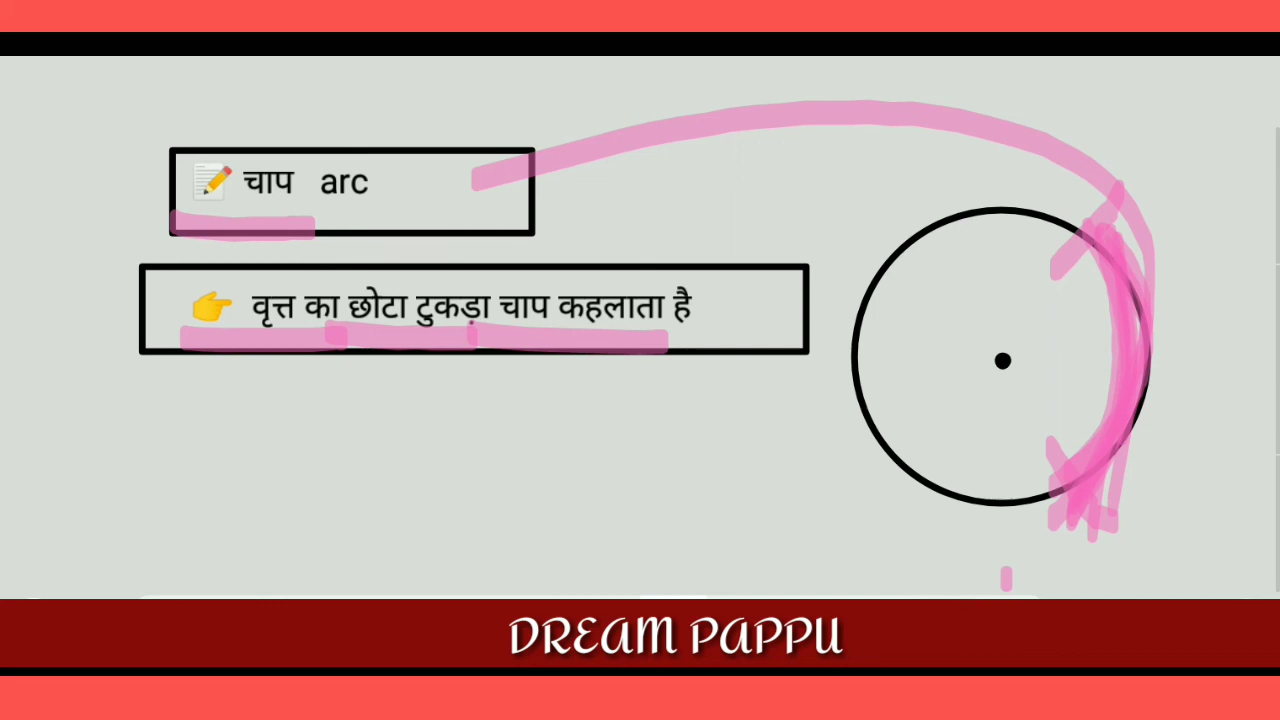 📝 चाप arc
👉 वृत्त का छोटा टुकड़ा चाप कहलाता है
DREAM PAPPU